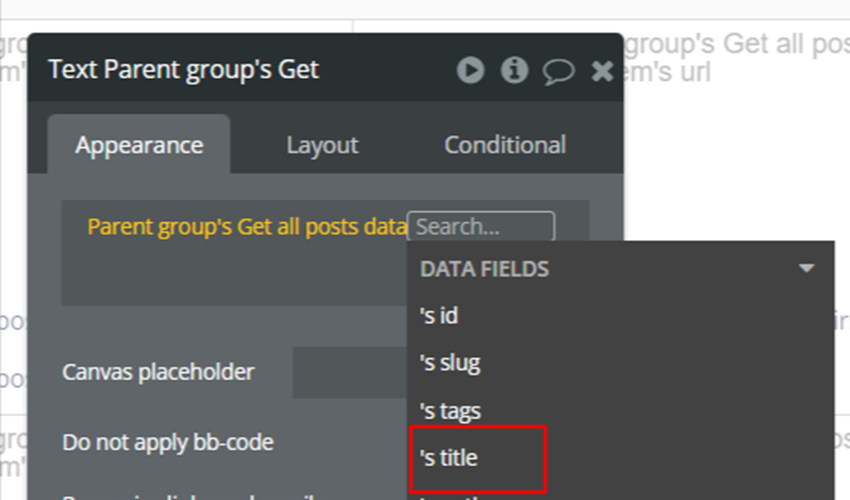 group's Get all pos
em's url
Text Parent group's Get
Appearance
Layout
Conditional
Parent group's Get all posts data
Search...
DATA FIELDS
's id
's slug
's tags
's title
Canvas placeholder
Do not apply bb-code